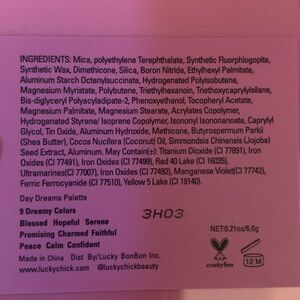 INGREDIENTS: Mica, polyethylene Terephthalate, Synthetic Fluorphlogopite,
Synthetic Wax, Dimethicone, Silica, Boron Nitride, Ethylhexyl Palmitate,
Aluminum Starch Octenylsuccinate, Hydrogenated Polyisobutene,
Magnesium Myristate, Polybutene, Triethylhexanoin, Triethoxycaprylylsilane,
Bis-diglyceryl Polyacyladipate-2, Phenoxyethanol, Tocopheryl Acetate,
Magnesium Palmitate, Magnesium Stearate, Acrylates Copolymer,
Hydrogenated Styrene/ Isoprene Copolymer, Isononyl Isononanoate, Caprylyl
Glycol, Tin Oxide, Aluminum Hydroxide, Methicone, Butyrospermum Parkii
(Shea Butter), Cocos Nucifera (Coconut) Oil, Simmondsia Chinensis (Jojoba)
Seed Extract, Aluminum, May Contain(±): Titanium Dioxide (CI 77891), Iron
Oxides (CI 77491), Iron Oxides (CI 77499), Red 40 Lake (CI 16035),
Ultramarines(CI 77007), Iron Oxides (CI 77492), Manganese Violet(CI 77742),
Ferric Ferrocyanide (CI 77510), Yellow 5 Lake (CI 19140).
Day Dreams Palette
9 Dreamy Colors
Blessed Hopeful Serene
Promising Charmed Faithful
Peace Calm Confident
3H03
Made in China Dist By/ Lucky BonBon Inc.
www.luckychick.com @luckychickbeauty
NET:0.21oz/6.0g
crueltyfree
12 M